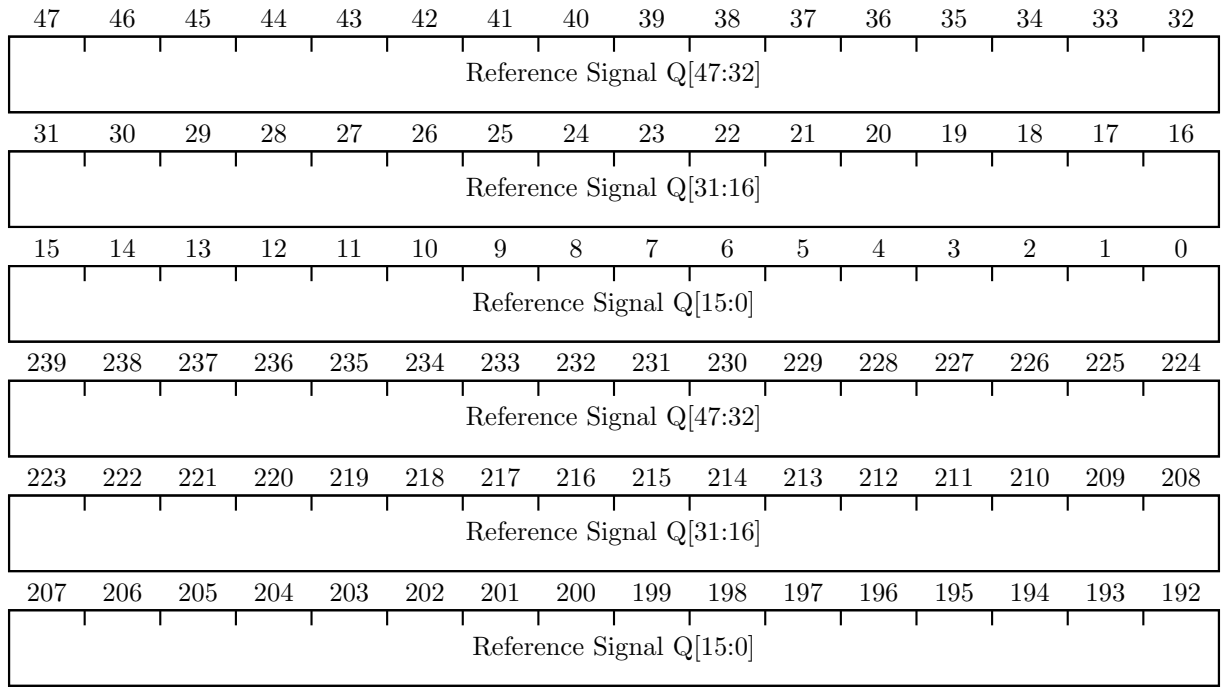 47 46 45 44 43 42 41 40 39 38 37 36 35 34 33 32
Reference Signal Q[47:32]
31 30 29 28 27 26 25 24 23 22 21 20 19 18 17 16
Reference Signal Q[31:16]
15 14 13 12 11 10 9 8 7 6 5 4 3 2 1 0
Reference Signal Q[15:0]
239 238 237 236 235 234 233 232 231 230 229 228 227 226 225 224
Reference Signal Q[47:32]
223 222 221 220 219 218 217 216 215 214 213 212 211 210 209 208
Reference Signal Q[31:16]
207 206 205 204 203 202 201 200 199 198 197 196 195 194 193 192
Reference Signal Q[15:0]